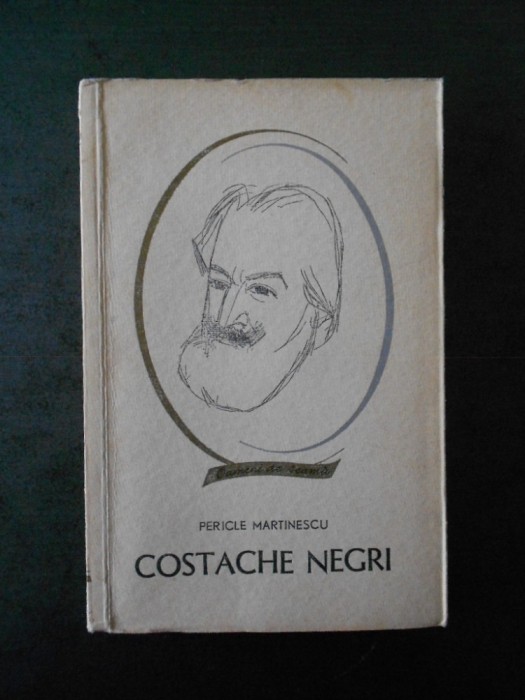 Oameni de seamă
PERICLE MARTINESCU
COSTACHE NEGRI